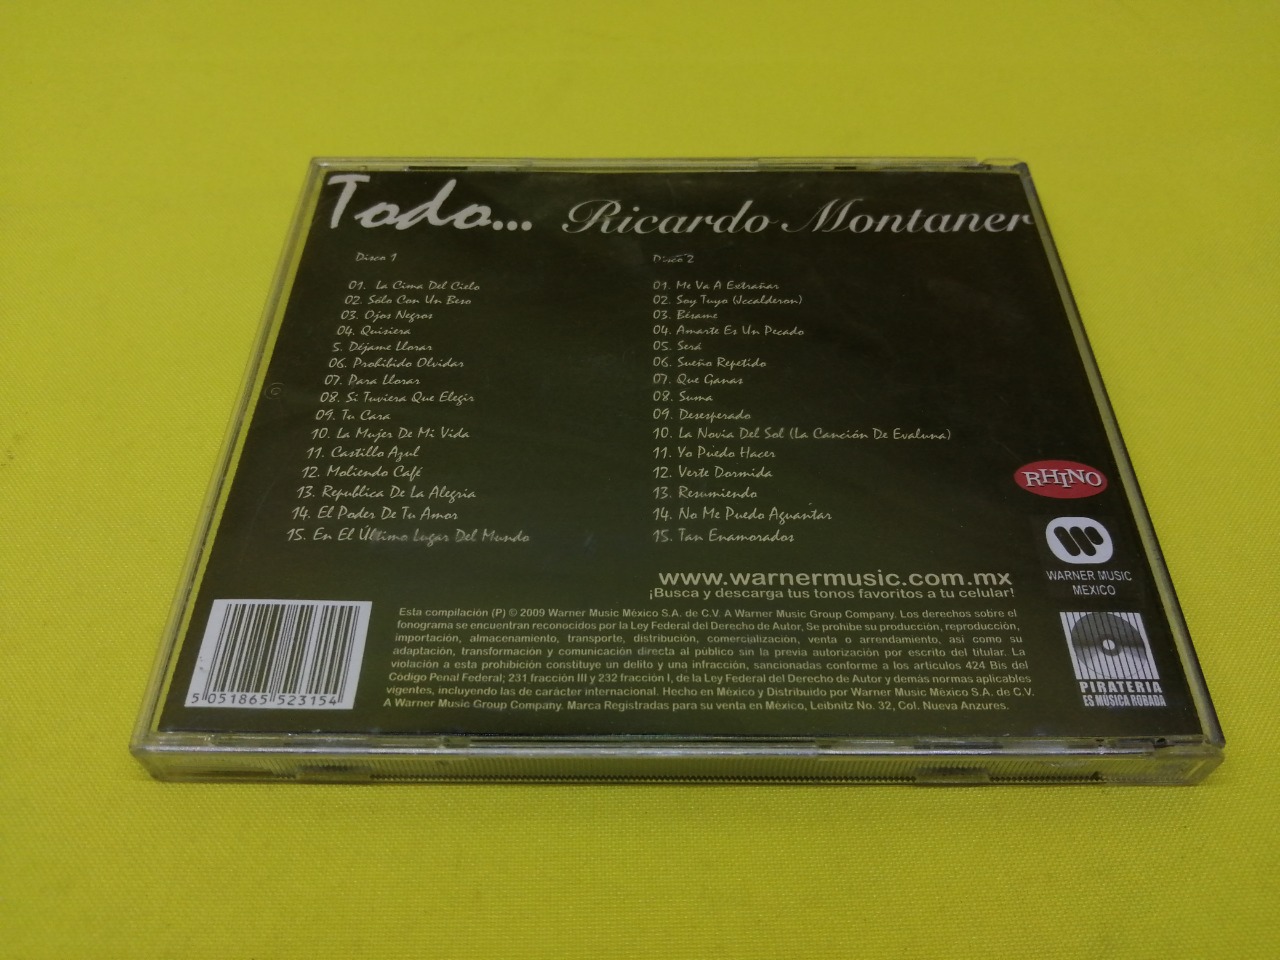 Todo... Ricardo Montaner
Disco 1
01. La Cima Del Cielo
02. Sólo Con Un Beso
03. Ojos Negros
04. Quisiera
5. Déjame Llorar
06. Prohibido Olvidar
07. Para Llorar
08. Si Tuviera Que Elegir
09. Tu Casa
10. La Mujer De Mi Vida
11. Castillo Azul
12. Moliendo Café
13. Republica De La Alegria
14. El Poder De Tu Amor
15. En El Último Lugar Del Mundo
Disco 2
01. Me Va A Extrañar
02. Soy Tuyo (Jccalderon)
03. Bésame
04. Amarte Es Un Pecado
05. Será
06. Sueño Repetido
07. Que Ganas
08. Suma
09. Desesperado
10. La Novia Del Sol (La Canción De Evaluna)
11. Yo Puedo Hacer
12. Verte Dormida
13. Resumiendo
14. No Me Puedo Aguantar
15. Tan Enamorados
RHINO
WARNER MUSIC
MEXICO
www.warnermusic.com.mx
¡Busca y descarga tus tonos favoritos a tu celular!
Esta compilación (P) © 2009 Warner Music México S.A. de C.V. A Warner Music Group Company. Los derechos sobre el
fonograma se encuentran reconocidos por la Ley Federal del Derecho de Autor, Se prohibe su producción, reproducción,
importación, almacenamiento, transporte, distribución, comercialización, venta o arrendamiento, así como su
adaptación, transformación y comunicación directa al público sin la previa autorización por escrito del titular. La
violación a esta prohibición constituye un delito y una infracción, sancionadas conforme a los artículos 424 Bis del
Código Penal Federal; 231 fracción III y 232 fracción I, de la Ley Federal del Derecho de Autor y demás normas aplicables
vigentes, incluyendo las de carácter internacional. Hecho en México y Distribuido por Warner Music México S.A. de C.V.
A Warner Music Group Company. Marca Registradas para su venta en México, Leibnitz No. 32, Col. Nueva Anzures.
5 051865 523154
PIRATERIA
ES MUSICA ROBADA